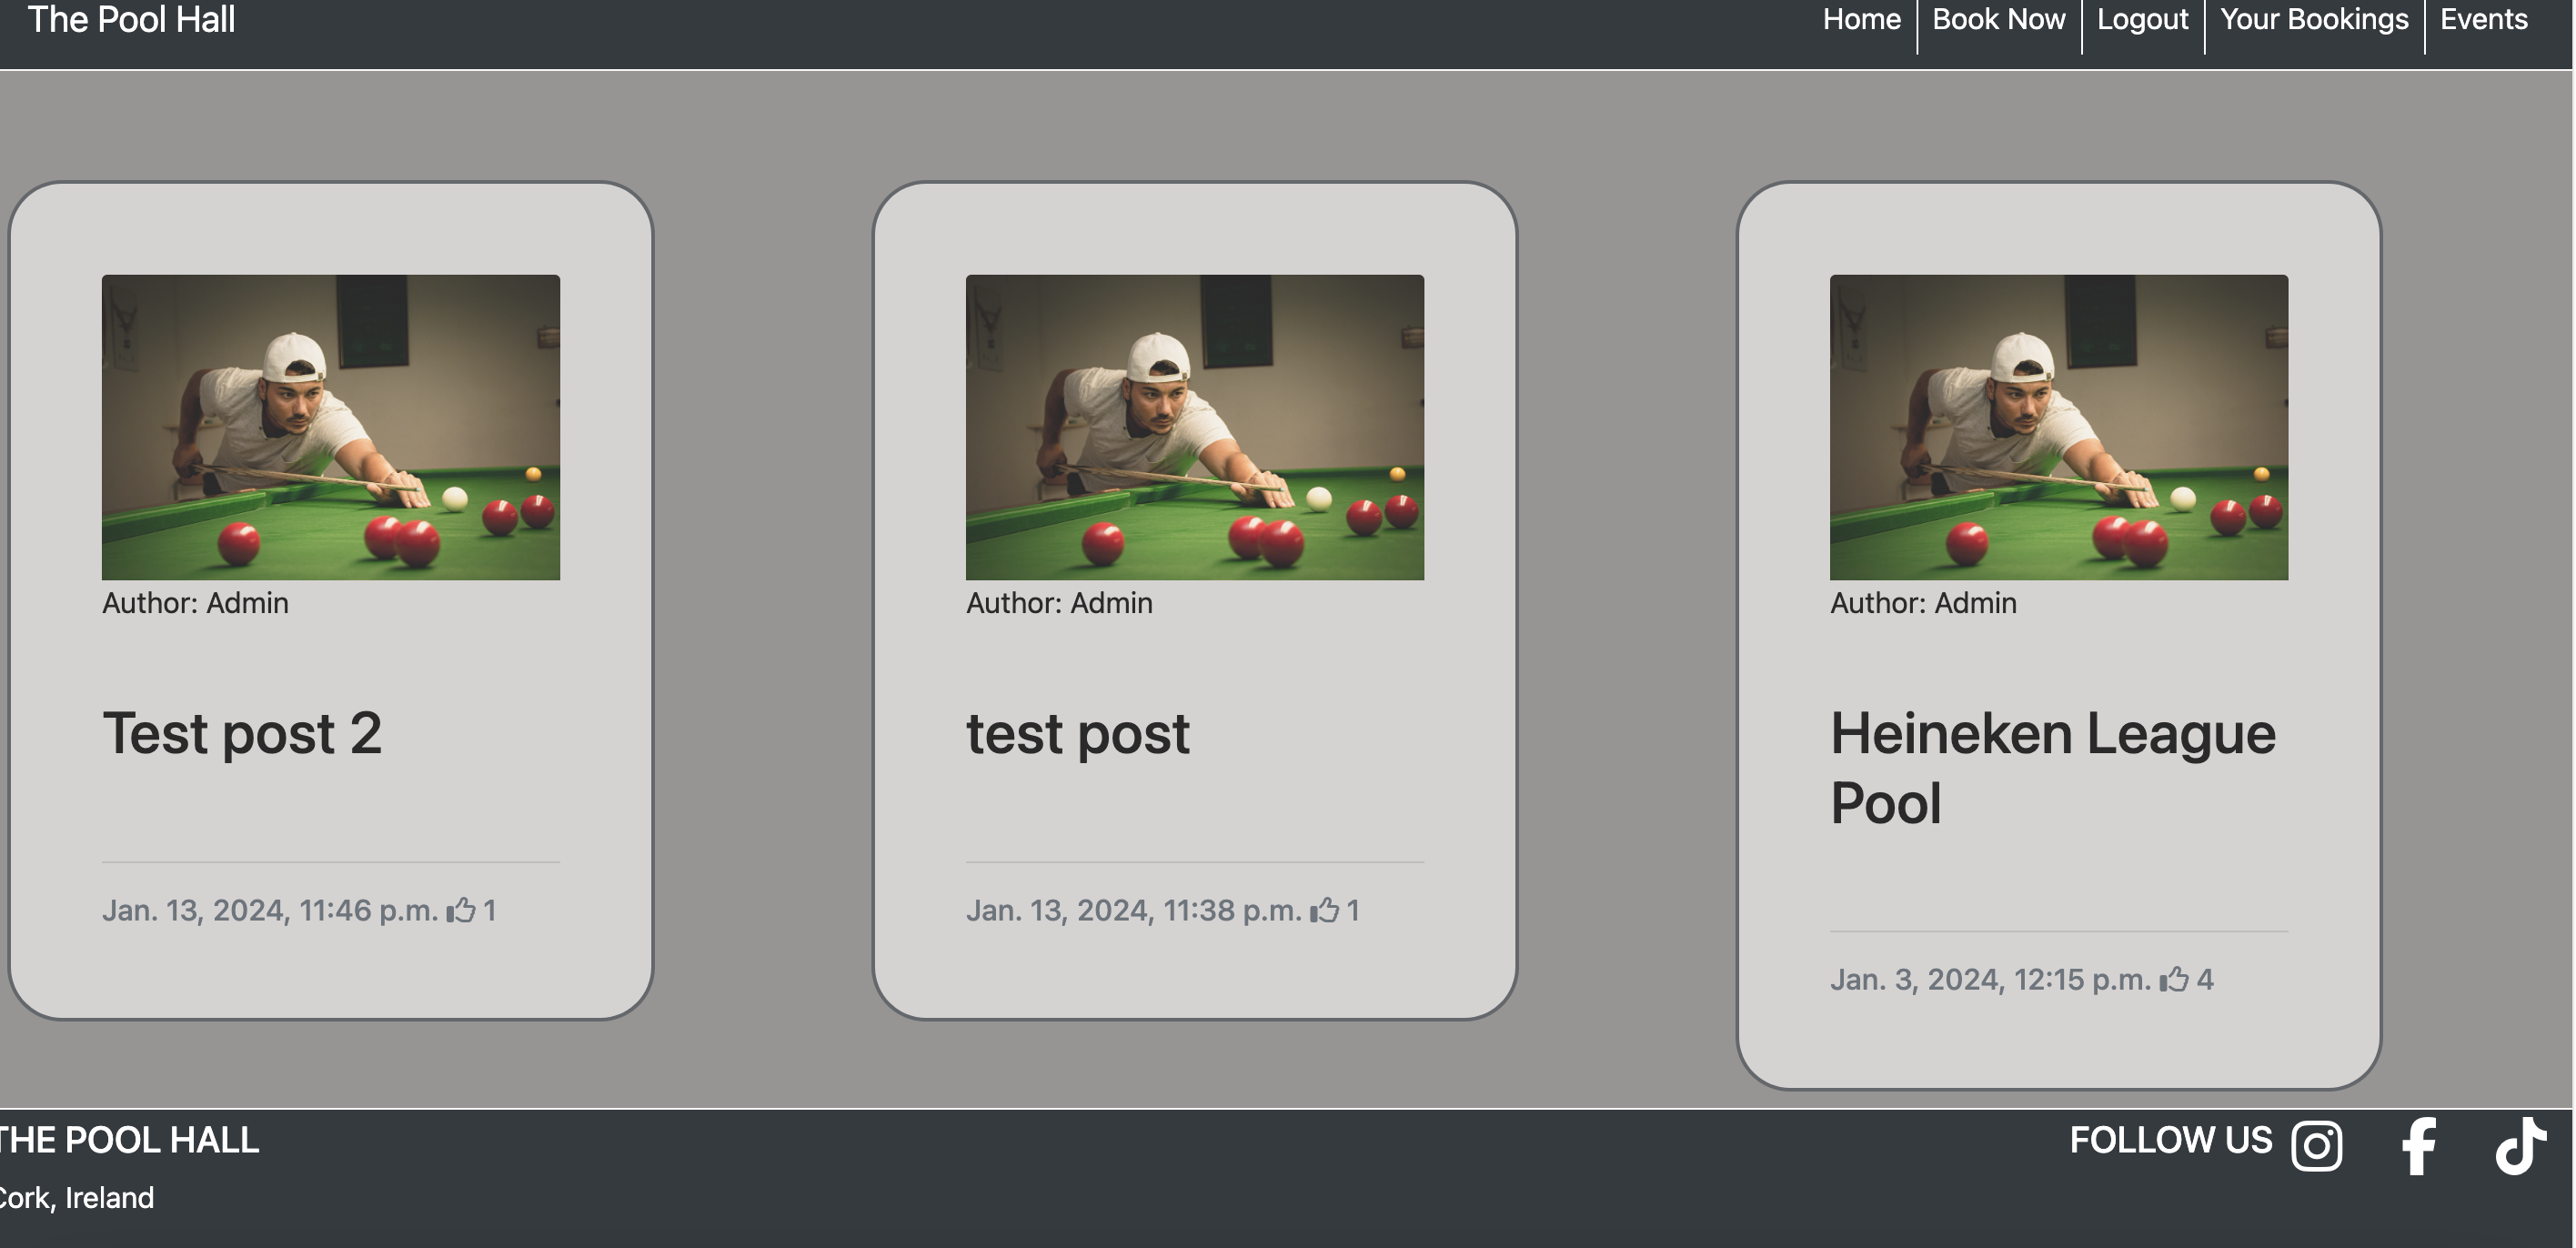 The Pool Hall
Home
Book Now
Logout
Your Bookings
Events
Author: Admin
Test post 2
Jan. 13, 2024, 11:46 p.m. 1
Author: Admin
test post
Jan. 13, 2024, 11:38 p.m. 1
Author: Admin
Heineken League
Pool
Jan. 3, 2024, 12:15 p.m. 4
THE POOL HALL
Cork, Ireland
FOLLOW US